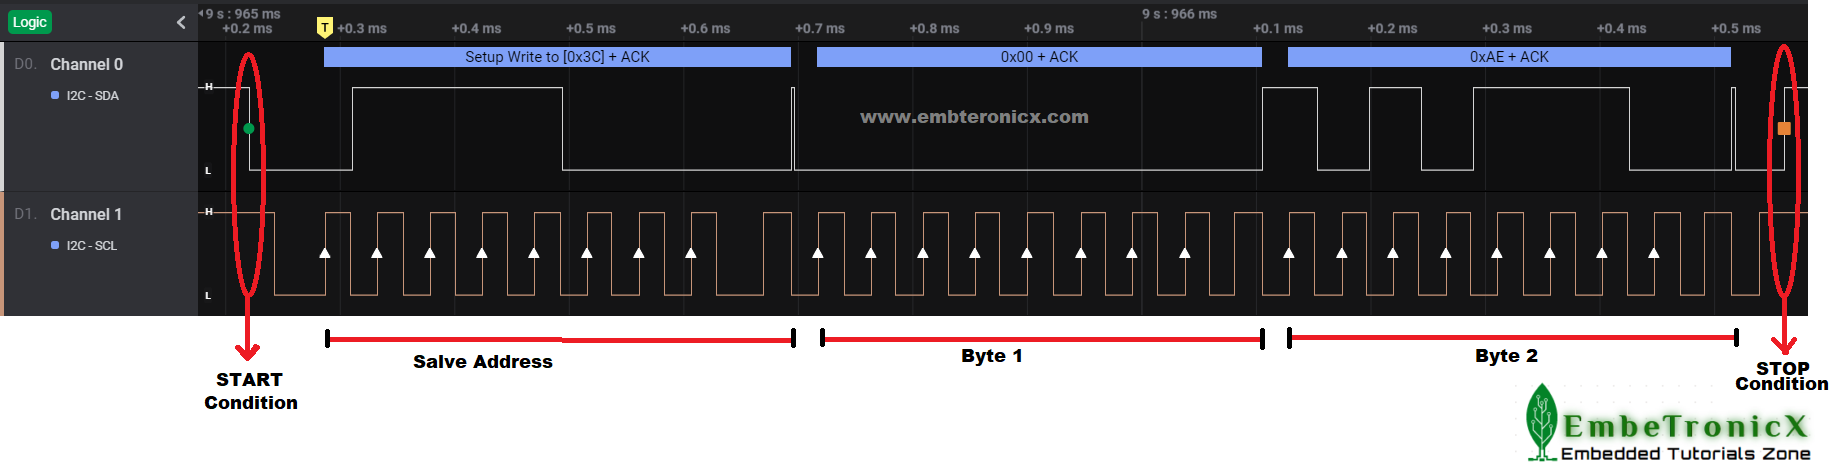 Logic
9 s : 965 ms
9 s : 966 ms
+0.2 ms
T
+0.3 ms
+0.4 ms
+0.5 ms
+0.6 ms
+0.7 ms
+0.8 ms
+0.9 ms
+0.1 ms
+0.2 ms
+0.3 ms
+0.4 ms
+0.5 ms
D0. Channel 0
I2C - SDA
Setup Write to [0x3C] + ACK
0x00 + ACK
0xAE + ACK
H
L
www.embteronicx.com
D1. Channel 1
I2C - SCL
H
L
START
Condition
Salve Address
Byte 1
Byte 2
STOP
Condition
EmbeTronicX
Embedded Tutorials Zone